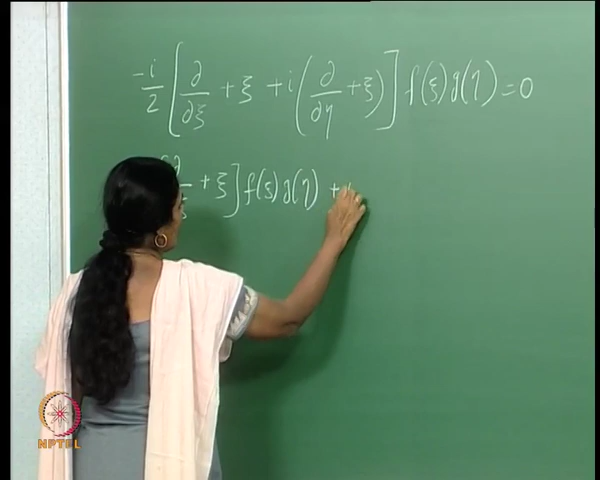 -i/2 [∂/∂ξ + ξ + i(∂/∂η + ξ)] f(ξ)g(η) = 0
+ ξ] f(ξ)g(η) +
NPTEL